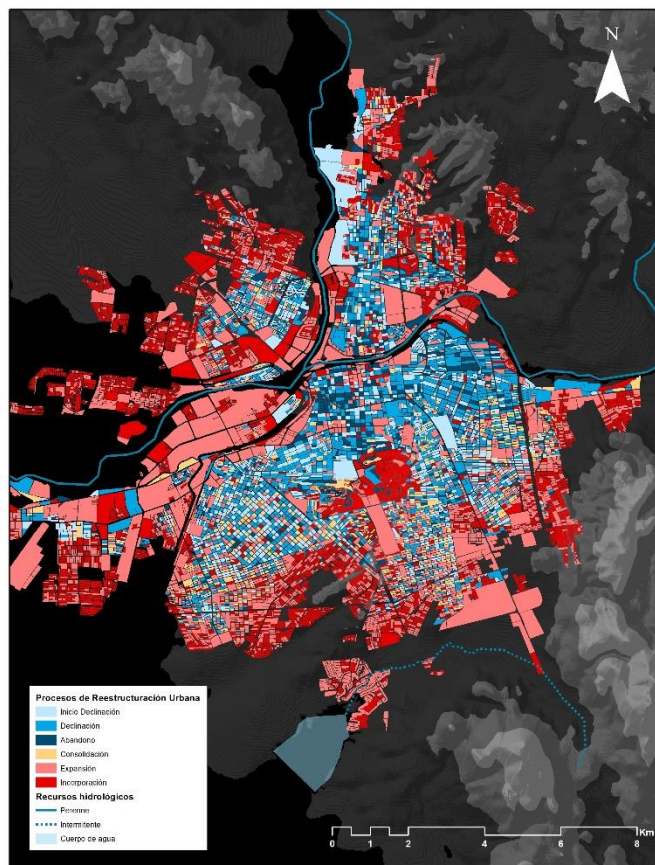 N
Procesos de Reestructuración Urbana
Inicio Declinación
Declinación
Abandono
Consolidación
Expansión
Incorporación
Recursos hidrológicos
Perenne
Intermitente
Cuerpo de agua
0 1 2 4 6 8 Km